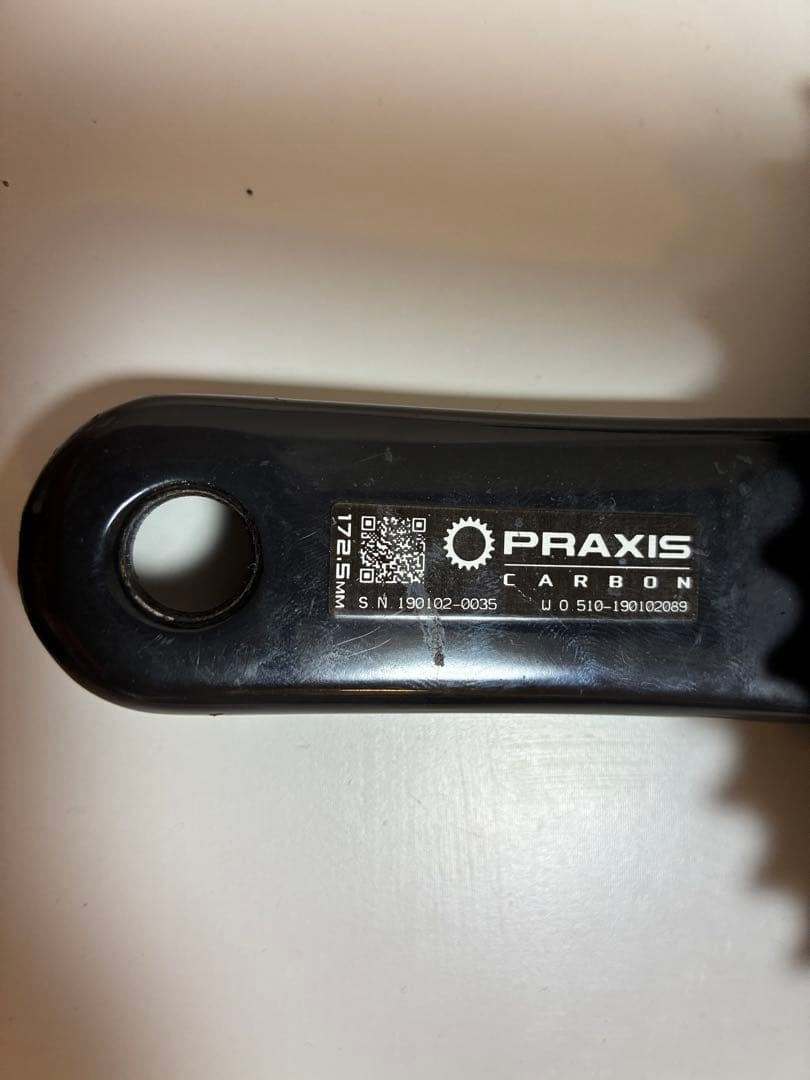 172.5MM
PRAXIS
CARBON
S N 190102-0035 W O 510-190102089